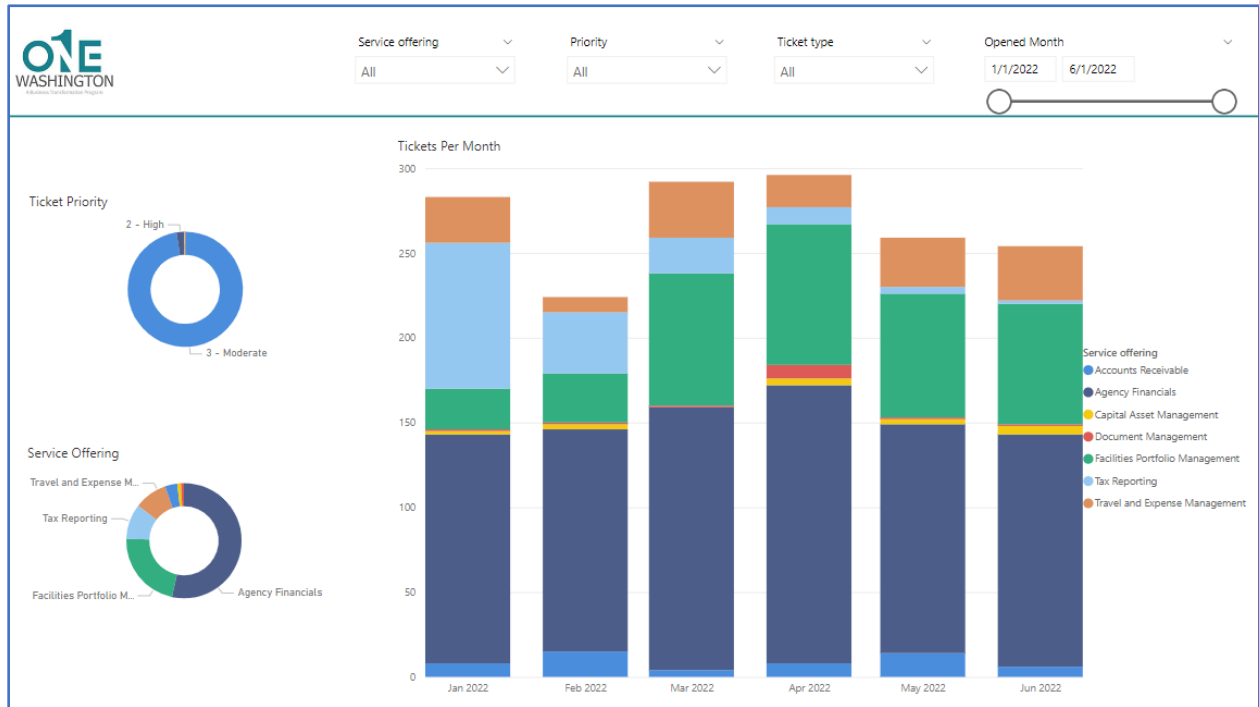 ONE
WASHINGTON
A Business Transformation Program
Service offering
All
Priority
All
Ticket type
All
Opened Month
1/1/2022 6/1/2022
Ticket Priority
2 - High
3 - Moderate
Service Offering
Travel and Expense M...
Tax Reporting
Facilities Portfolio M...
Agency Financials
Tickets Per Month
300
250
200
150
100
50
0
Jan 2022 Feb 2022 Mar 2022 Apr 2022 May 2022 Jun 2022
Service offering
Accounts Receivable
Agency Financials
Capital Asset Management
Document Management
Facilities Portfolio Management
Tax Reporting
Travel and Expense Management